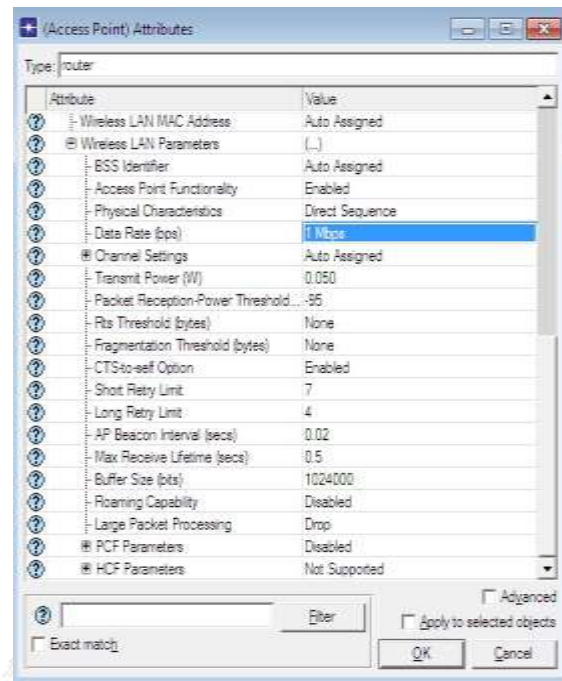 (Access Point) Attributes
Type: router
Attribute Value
Wireless LAN MAC Address Auto Assigned
Wireless LAN Parameters (...)
BSS Identifier Auto Assigned
Access Point Functionality Enabled
Physical Characteristics Direct Sequence
Data Rate (bps) 1 Mbps
Channel Settings Auto Assigned
Transmit Power (W) 0.050
Packet Reception-Power Threshold... -95
Rts Threshold (bytes) None
Fragmentation Threshold (bytes) None
CTS-to-self Option Enabled
Short Retry Limit 7
Long Retry Limit 4
AP Beacon Interval (secs) 0.02
Max Receive Lifetime (secs) 0.5
Buffer Size (bits) 1024000
Roaming Capability Disabled
Large Packet Processing Drop
PCF Parameters Disabled
HCF Parameters Not Supported
Advanced
Filter
Apply to selected objects
Exact match
OK Cancel